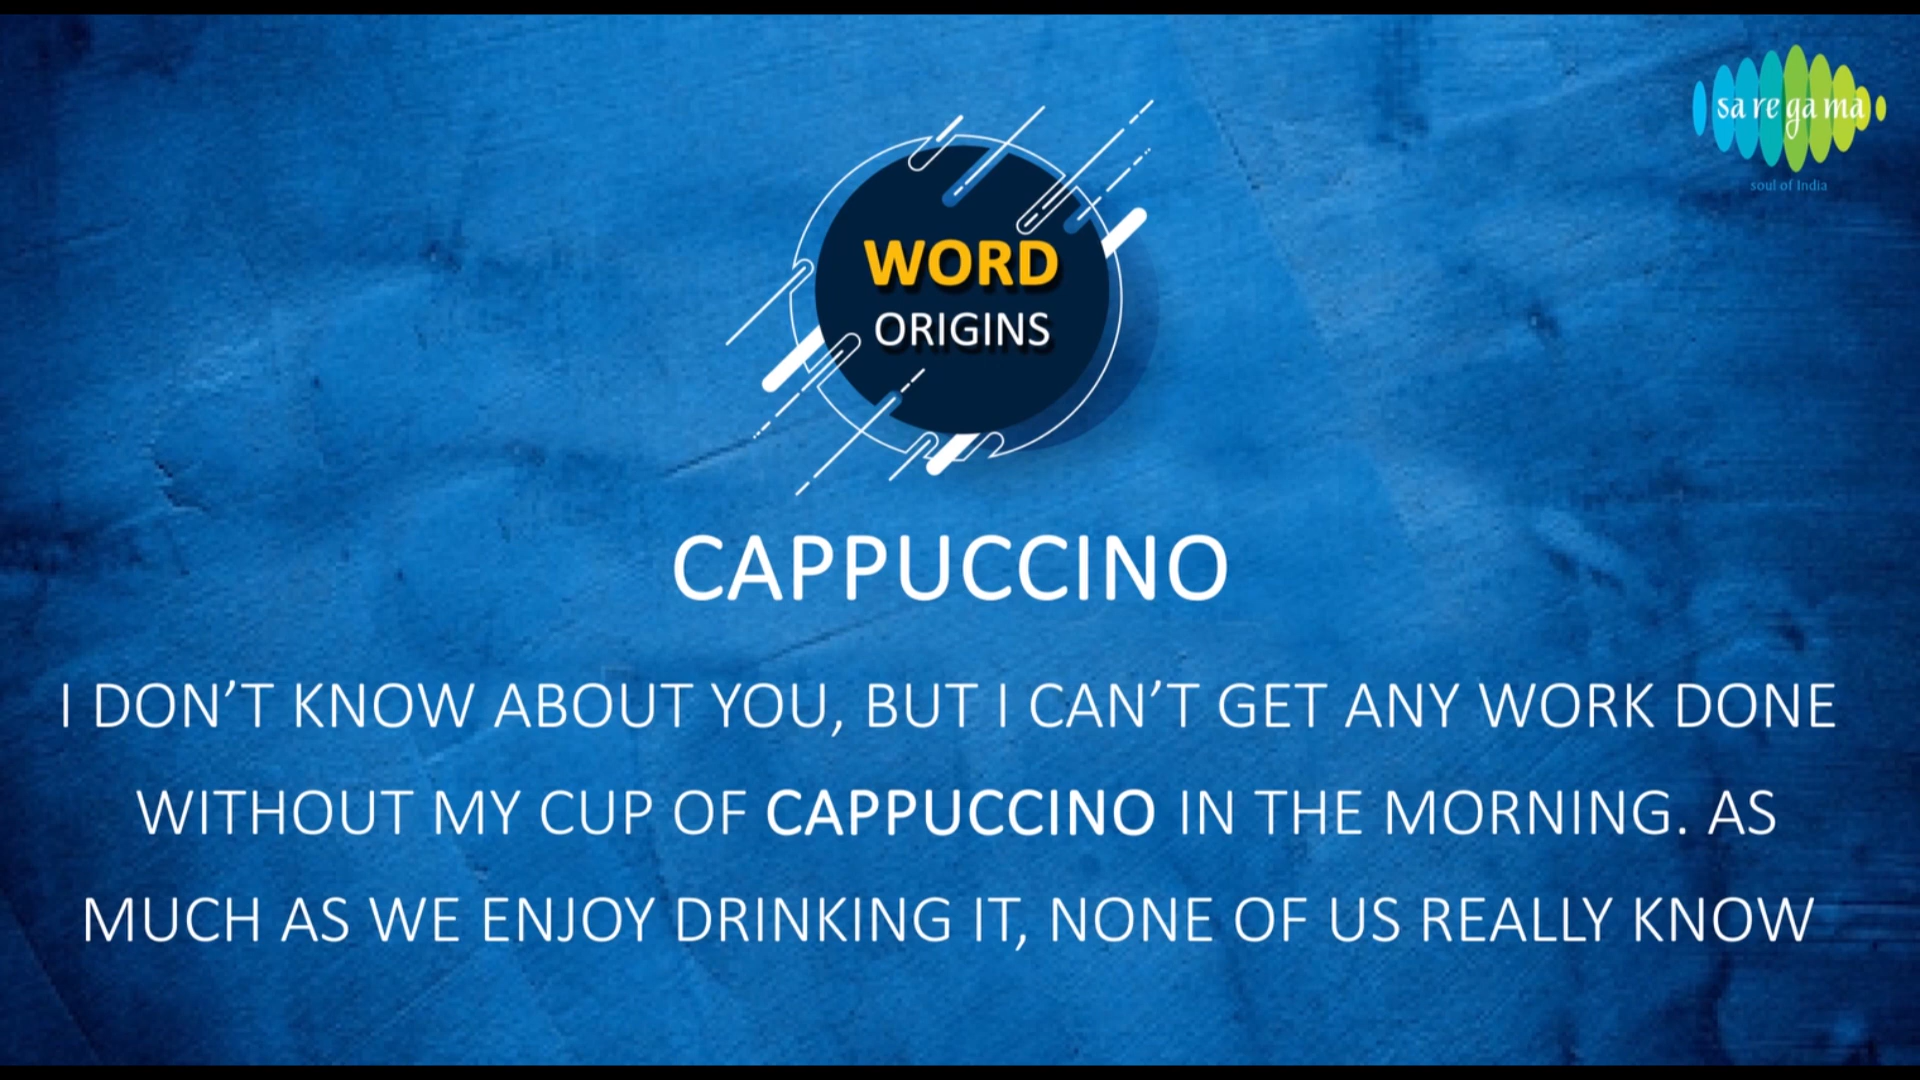 sa re ga ma
soul of India
WORD
ORIGINS
CAPPUCCINO
I DON’T KNOW ABOUT YOU, BUT I CAN’T GET ANY WORK DONE
WITHOUT MY CUP OF CAPPUCCINO IN THE MORNING. AS
MUCH AS WE ENJOY DRINKING IT, NONE OF US REALLY KNOW